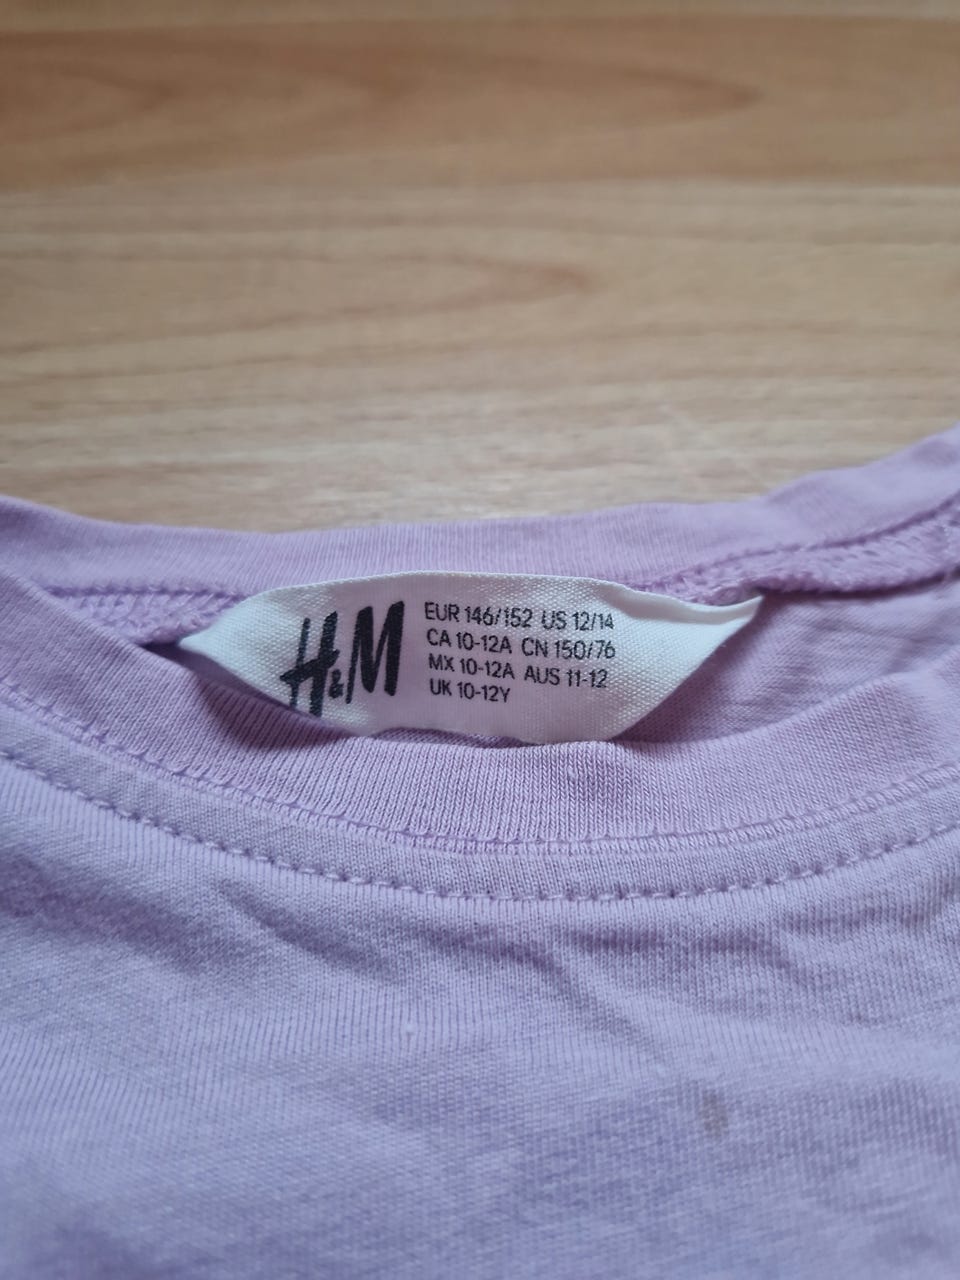 H&M
EUR 146/152 US 12/14
CA 10-12A CN 150/76
MX 10-12A AUS 11-12
UK 10-12Y